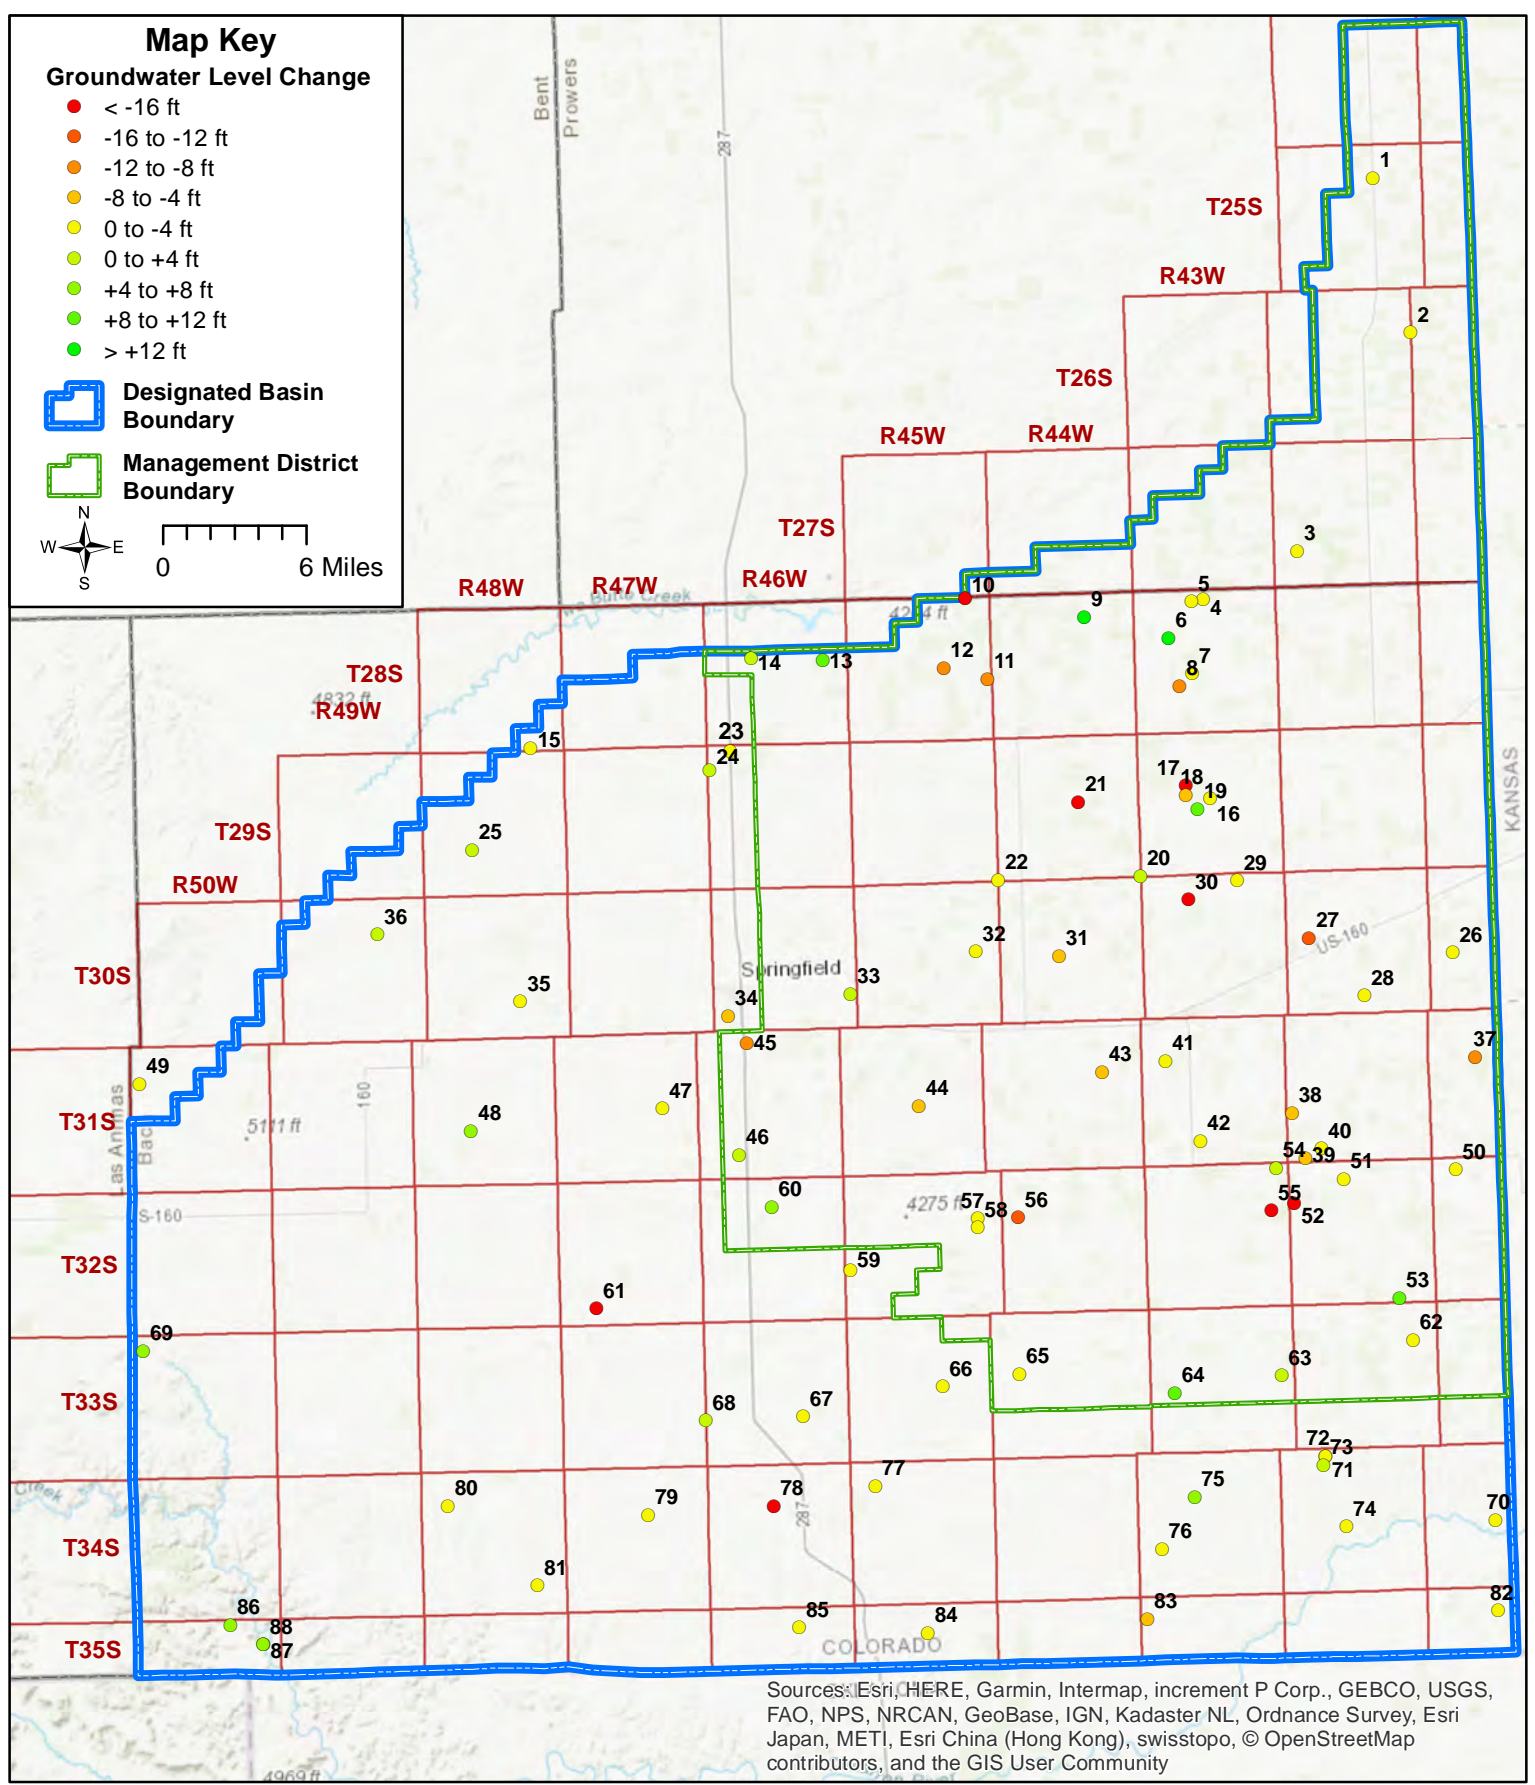 Map Key
Groundwater Level Change
< -16 ft
-16 to -12 ft
-12 to -8 ft
-8 to -4 ft
0 to -4 ft
0 to +4 ft
+4 to +8 ft
+8 to +12 ft
> +12 ft
Designated Basin
Boundary
Management District
Boundary
N
W E
S
0 6 Miles
Bent
Prowers
287
1
T25S
R43W
2
T26S
R45W
R44W
T27S
3
R48W
R47W
R46W
Butte Creek
10
9
5
4
6
7
8
12
11
14
13
T28S
4832 ft
R49W
15
23
24
KANSAS
17
18
19
16
21
T29S
25
22
20
29
R50W
30
36
27
US-160
26
32
31
T30S
Springfield
33
28
35
34
45
37
43
41
49
47
44
38
160
48
T31S
5111 ft
42
40
46
54
39
51
50
Las Animas
Bac
60
4275 ft
57
58
56
55
52
S-160
T32S
59
53
61
62
69
66
65
63
64
T33S
68
67
72
73
71
77
75
80
79
78
287
70
74
Creek
T34S
76
81
86
85
84
83
82
88
87
T35S
COLORADO
Sources: Esri, HERE, Garmin, Intermap, increment P Corp., GEBCO, USGS,
FAO, NPS, NRCAN, GeoBase, IGN, Kadaster NL, Ordnance Survey, Esri
Japan, METI, Esri China (Hong Kong), swisstopo, © OpenStreetMap
contributors, and the GIS User Community
4969 ft